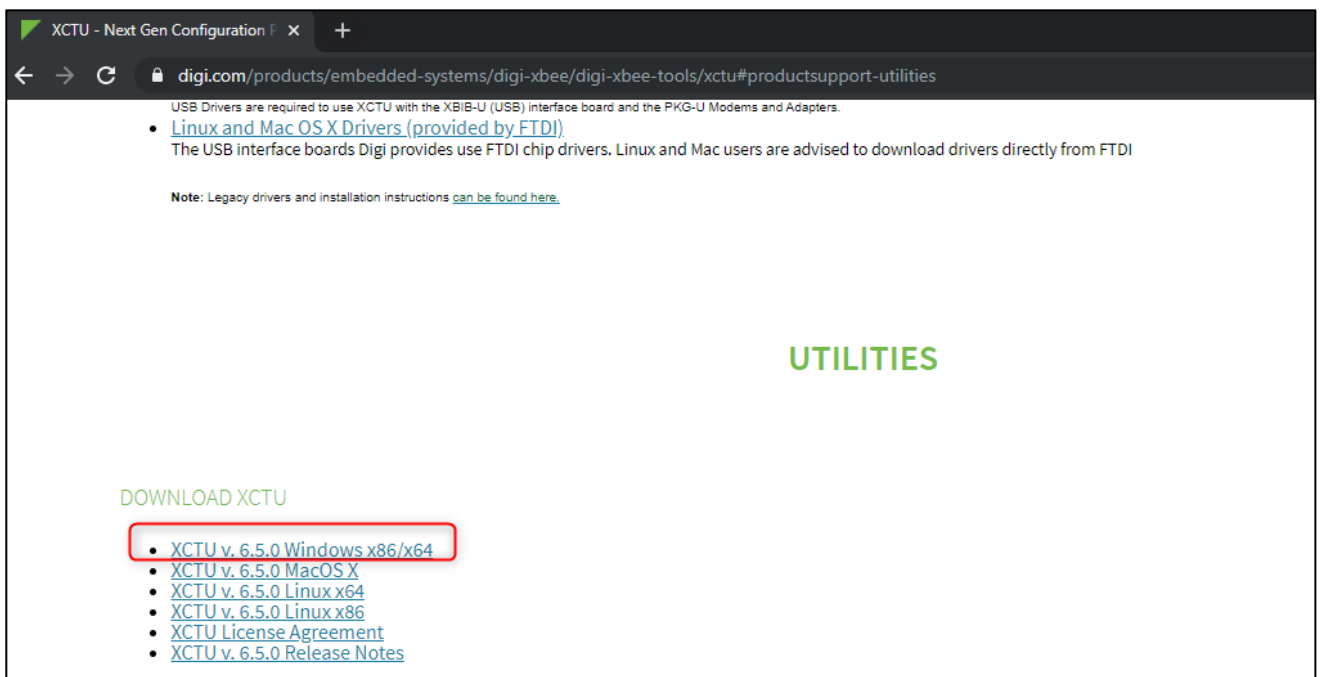 XCTU - Next Gen Configuration P
digi.com/products/embedded-systems/digi-xbee/digi-xbee-tools/xctu#productsupport-utilities
USB Drivers are required to use XCTU with the XBIB-U (USB) interface board and the PKG-U Modems and Adapters.
• Linux and Mac OS X Drivers (provided by FTDI)
The USB interface boards Digi provides use FTDI chip drivers. Linux and Mac users are advised to download drivers directly from FTDI
Note: Legacy drivers and installation instructions can be found here.
UTILITIES
DOWNLOAD XCTU
• XCTU v. 6.5.0 Windows x86/x64
• XCTU v. 6.5.0 MacOS X
• XCTU v. 6.5.0 Linux x64
• XCTU v. 6.5.0 Linux x86
• XCTU License Agreement
• XCTU v. 6.5.0 Release Notes